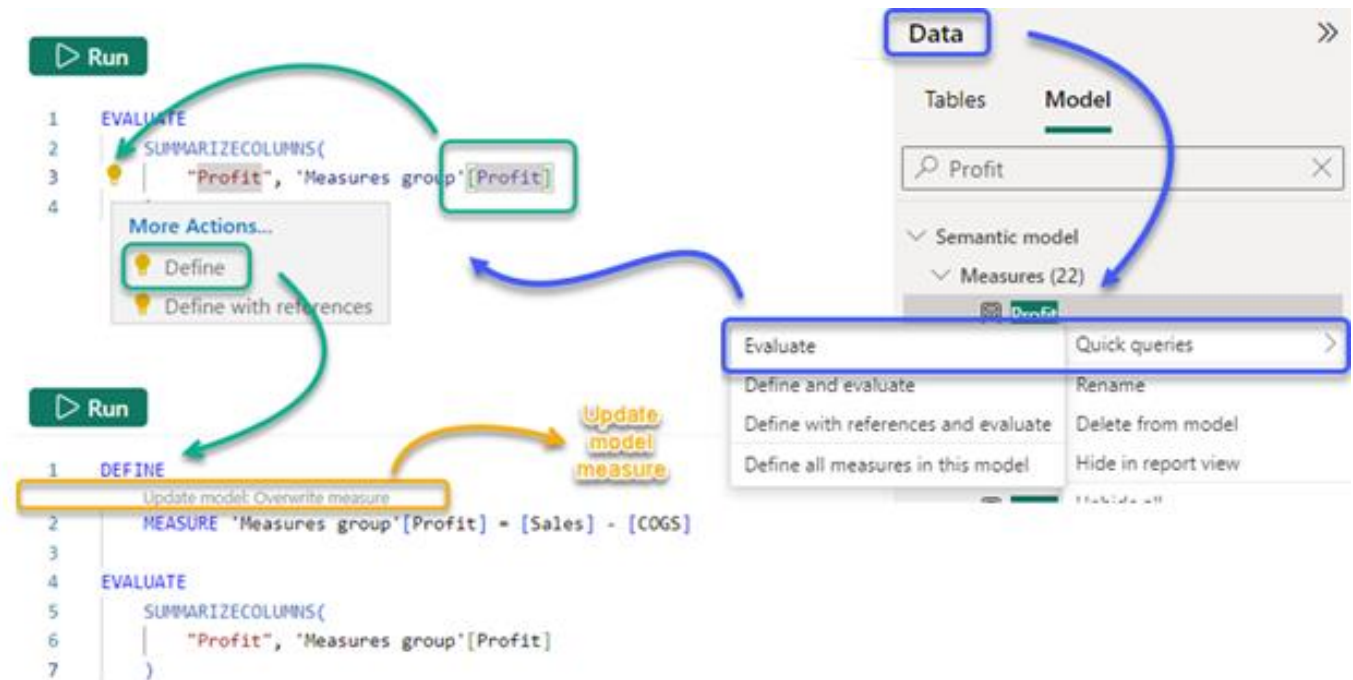 Run
1 EVALUATE
2 SUMMARIZECOLUMNS(
3 "Profit", 'Measures group'[Profit]
4
More Actions...
Define
Define with references
Run
Update
model
measure
1 DEFINE
Update model: Overwrite measure
2 MEASURE 'Measures group'[Profit] = [Sales] - [COGS]
3
4 EVALUATE
5 SUMMARIZECOLUMNS(
6 "Profit", 'Measures group'[Profit]
7 )
Data
Tables Model
Profit
Semantic model
Measures (22)
Profit
Evaluate Quick queries
Define and evaluate Rename
Define with references and evaluate Delete from model
Define all measures in this model Hide in report view
Unhide all